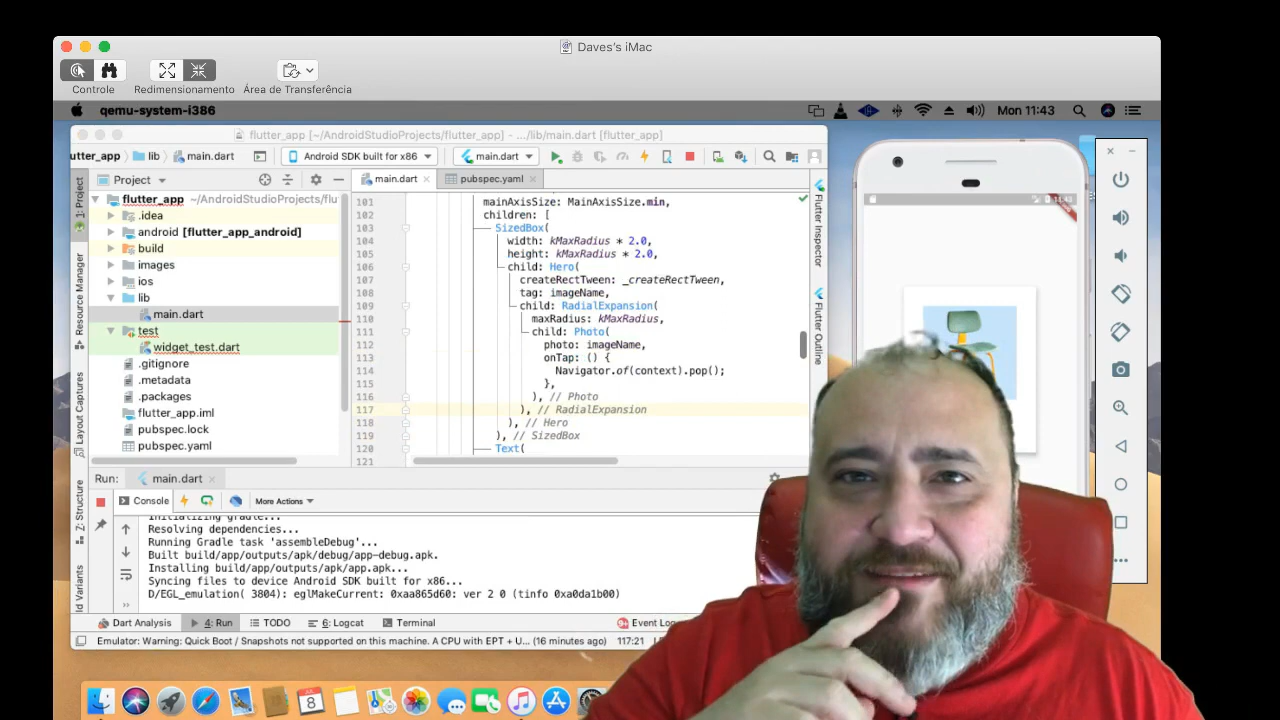 Daves's iMac
Controle
Redimensionamento
Área de Transferência
qemu-system-i386
Mon 11:43
flutter_app [~/AndroidStudioProjects/flutter_app] - .../lib/main.dart [flutter_app]
utter_app
lib
main.dart
Android SDK built for x86
main.dart
1: Project
Resource Manager
Layout Captures
Z: Structure
ld Variants
Project
flutter_app ~/AndroidStudioProjects/flu
.idea
android [flutter_app_android]
build
images
ios
lib
main.dart
test
widget_test.dart
.gitignore
.metadata
.packages
flutter_app.iml
pubspec.lock
pubspec.yaml
main.dart
pubspec.yaml
101 mainAxisSize: MainAxisSize.min,
102 children: [
103 SizedBox(
104 width: kMaxRadius * 2.0,
105 height: kMaxRadius * 2.0,
106 child: Hero(
107 createRectTween: _createRectTween,
108 tag: imageName,
109 child: RadialExpansion(
110 maxRadius: kMaxRadius,
111 child: Photo(
112 photo: imageName,
113 onTap: () {
114 Navigator.of(context).pop();
115 },
116 ), // Photo
117 ), // RadialExpansion
118 ), // Hero
119 ), // SizedBox
120 Text(
121
Flutter Inspector
Flutter Outline
Run:
main.dart
Console
More Actions
Initializing gradle...
Resolving dependencies...
Running Gradle task 'assembleDebug'...
Built build/app/outputs/apk/debug/app-debug.apk.
Installing build/app/outputs/apk/app.apk...
Syncing files to device Android SDK built for x86...
D/EGL_emulation( 3804): eglMakeCurrent: 0xaa865d60: ver 2 0 (tinfo 0xa0da1b00)
Dart Analysis
4: Run
TODO
6: Logcat
Terminal
Event Log
Emulator: Warning: Quick Boot / Snapshots not supported on this machine. A CPU with EPT + U... (16 minutes ago)
117:21
8